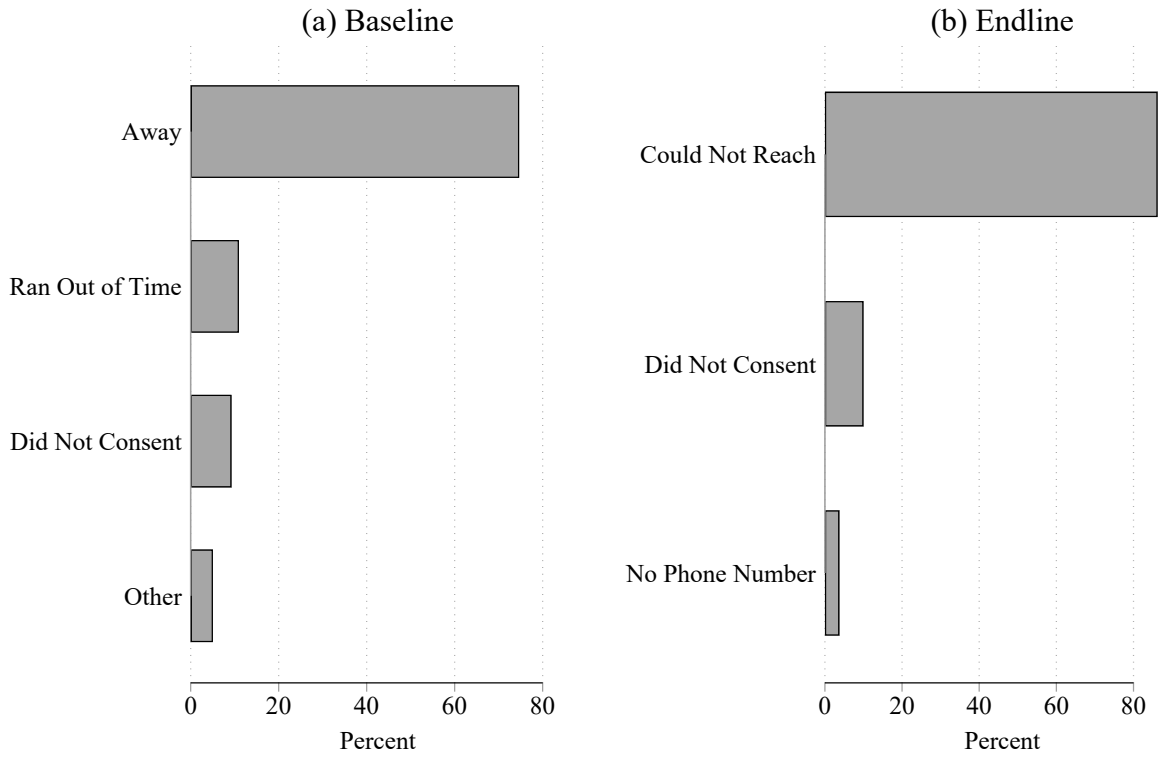 (a) Baseline
Away
Ran Out of Time
Did Not Consent
Other
0 20 40 60 80
Percent
(b) Endline
Could Not Reach
Did Not Consent
No Phone Number
0 20 40 60 80
Percent